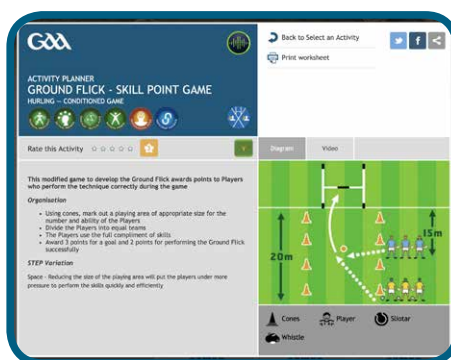 GAA
Back to Select an Activity
Print worksheet
ACTIVITY PLANNER
GROUND FLICK - SKILL POINT GAME
HURLING — CONDITIONED GAME
Rate this Activity
Y
Diagram
Video
This modified game to develop the Ground Flick awards points to Players
who perform the technique correctly during the game
Organisation
Using cones, mark out a playing area of appropriate size for the
number and ability of the Players
Divide the Players into equal teams
The Players use the full compliment of skills
Award 3 points for a goal and 2 points for performing the Ground Flick
successfully
STEP Variation
Space - Reducing the size of the playing area will put the players under more
pressure to perform the skills quickly and efficiently
15m
20m
Cones
Player
Sliotar
Whistle